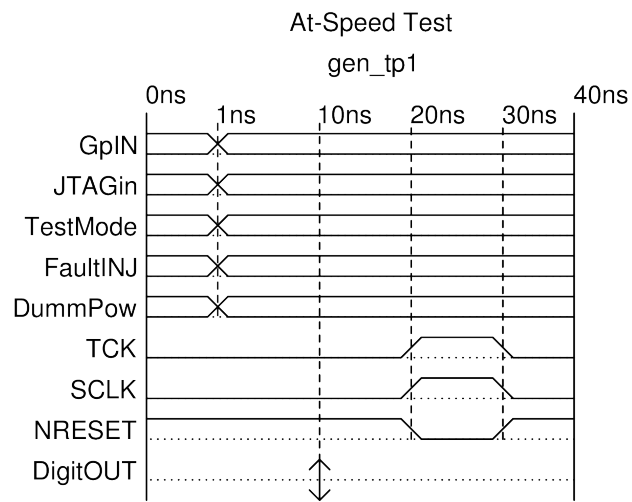 At-Speed Test
gen_tp1
0ns 1ns 10ns 20ns 30ns 40ns
GpIN
JTAGin
TestMode
FaultINJ
DummPow
TCK
SCLK
NRESET
DigitOUT